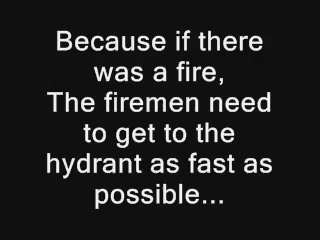 Because if there
was a fire,
The firemen need
to get to the
hydrant as fast as
possible...